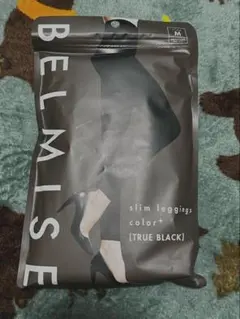 M
BELMISE
slim leggings
color+
[TRUE BLACK]